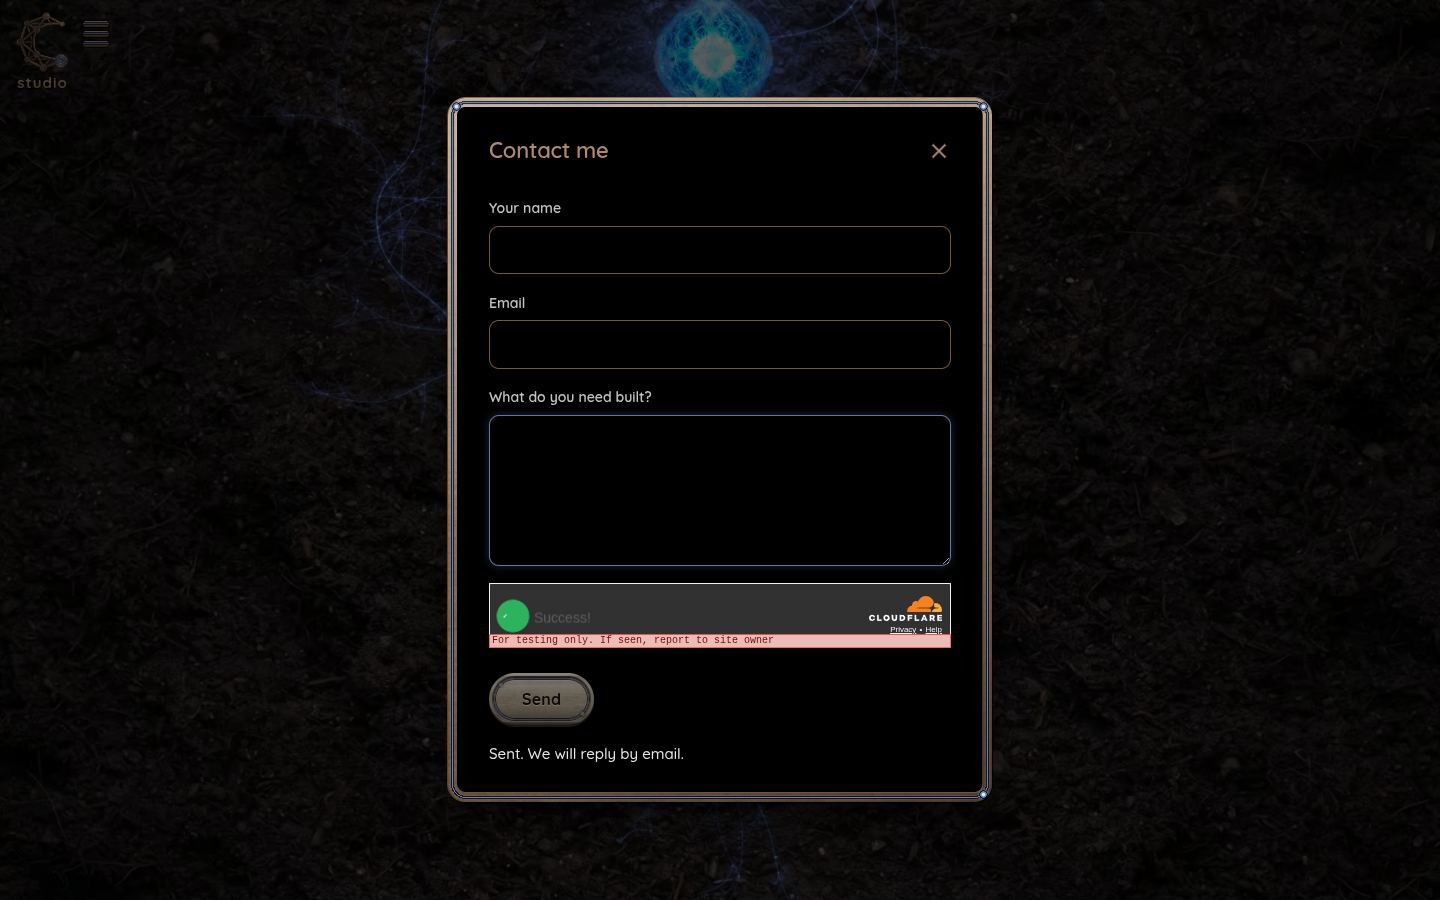 studio
Contact me
Your name
Email
What do you need built?
Success!
CLOUDFLARE
Privacy • Help
For testing only. If seen, report to site owner
Send
Sent. We will reply by email.